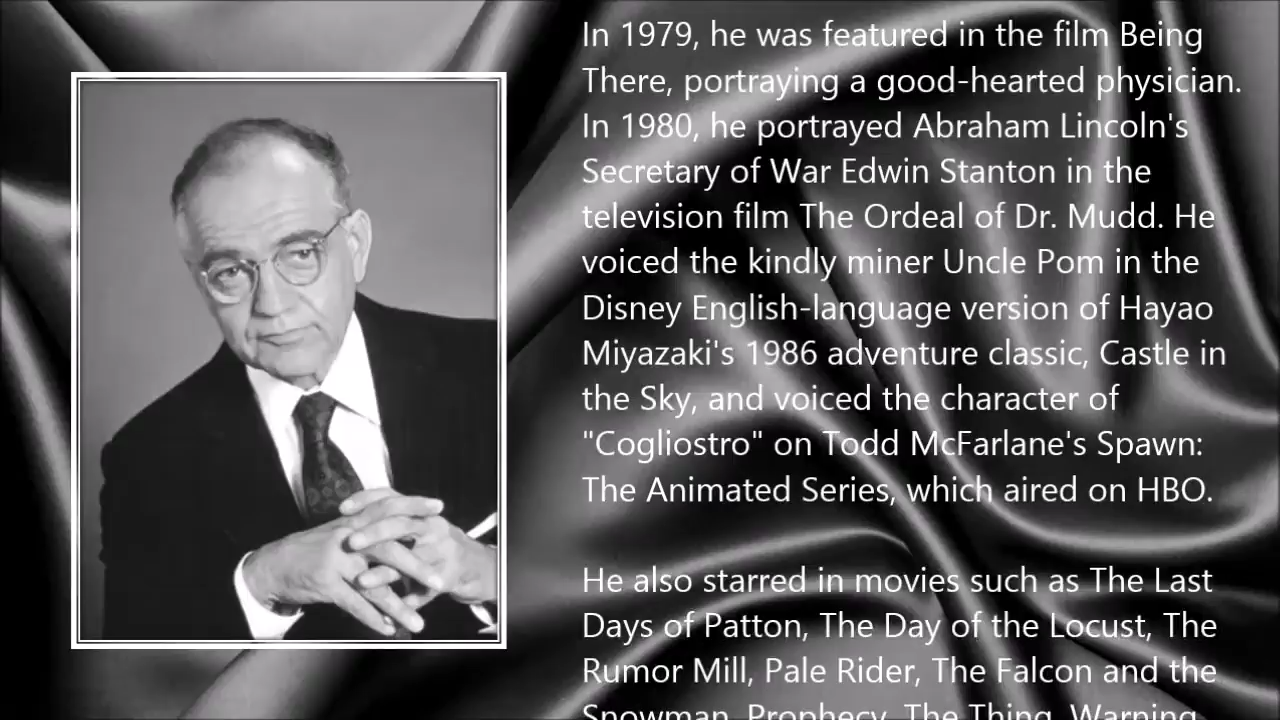 In 1979, he was featured in the film Being
There, portraying a good-hearted physician.
In 1980, he portrayed Abraham Lincoln's
Secretary of War Edwin Stanton in the
television film The Ordeal of Dr. Mudd. He
voiced the kindly miner Uncle Pom in the
Disney English-language version of Hayao
Miyazaki's 1986 adventure classic, Castle in
the Sky, and voiced the character of
"Cogliostro" on Todd McFarlane's Spawn:
The Animated Series, which aired on HBO.
He also starred in movies such as The Last
Days of Patton, The Day of the Locust, The
Rumor Mill, Pale Rider, The Falcon and the
Snowman, Prophecy, The Thing, Warning